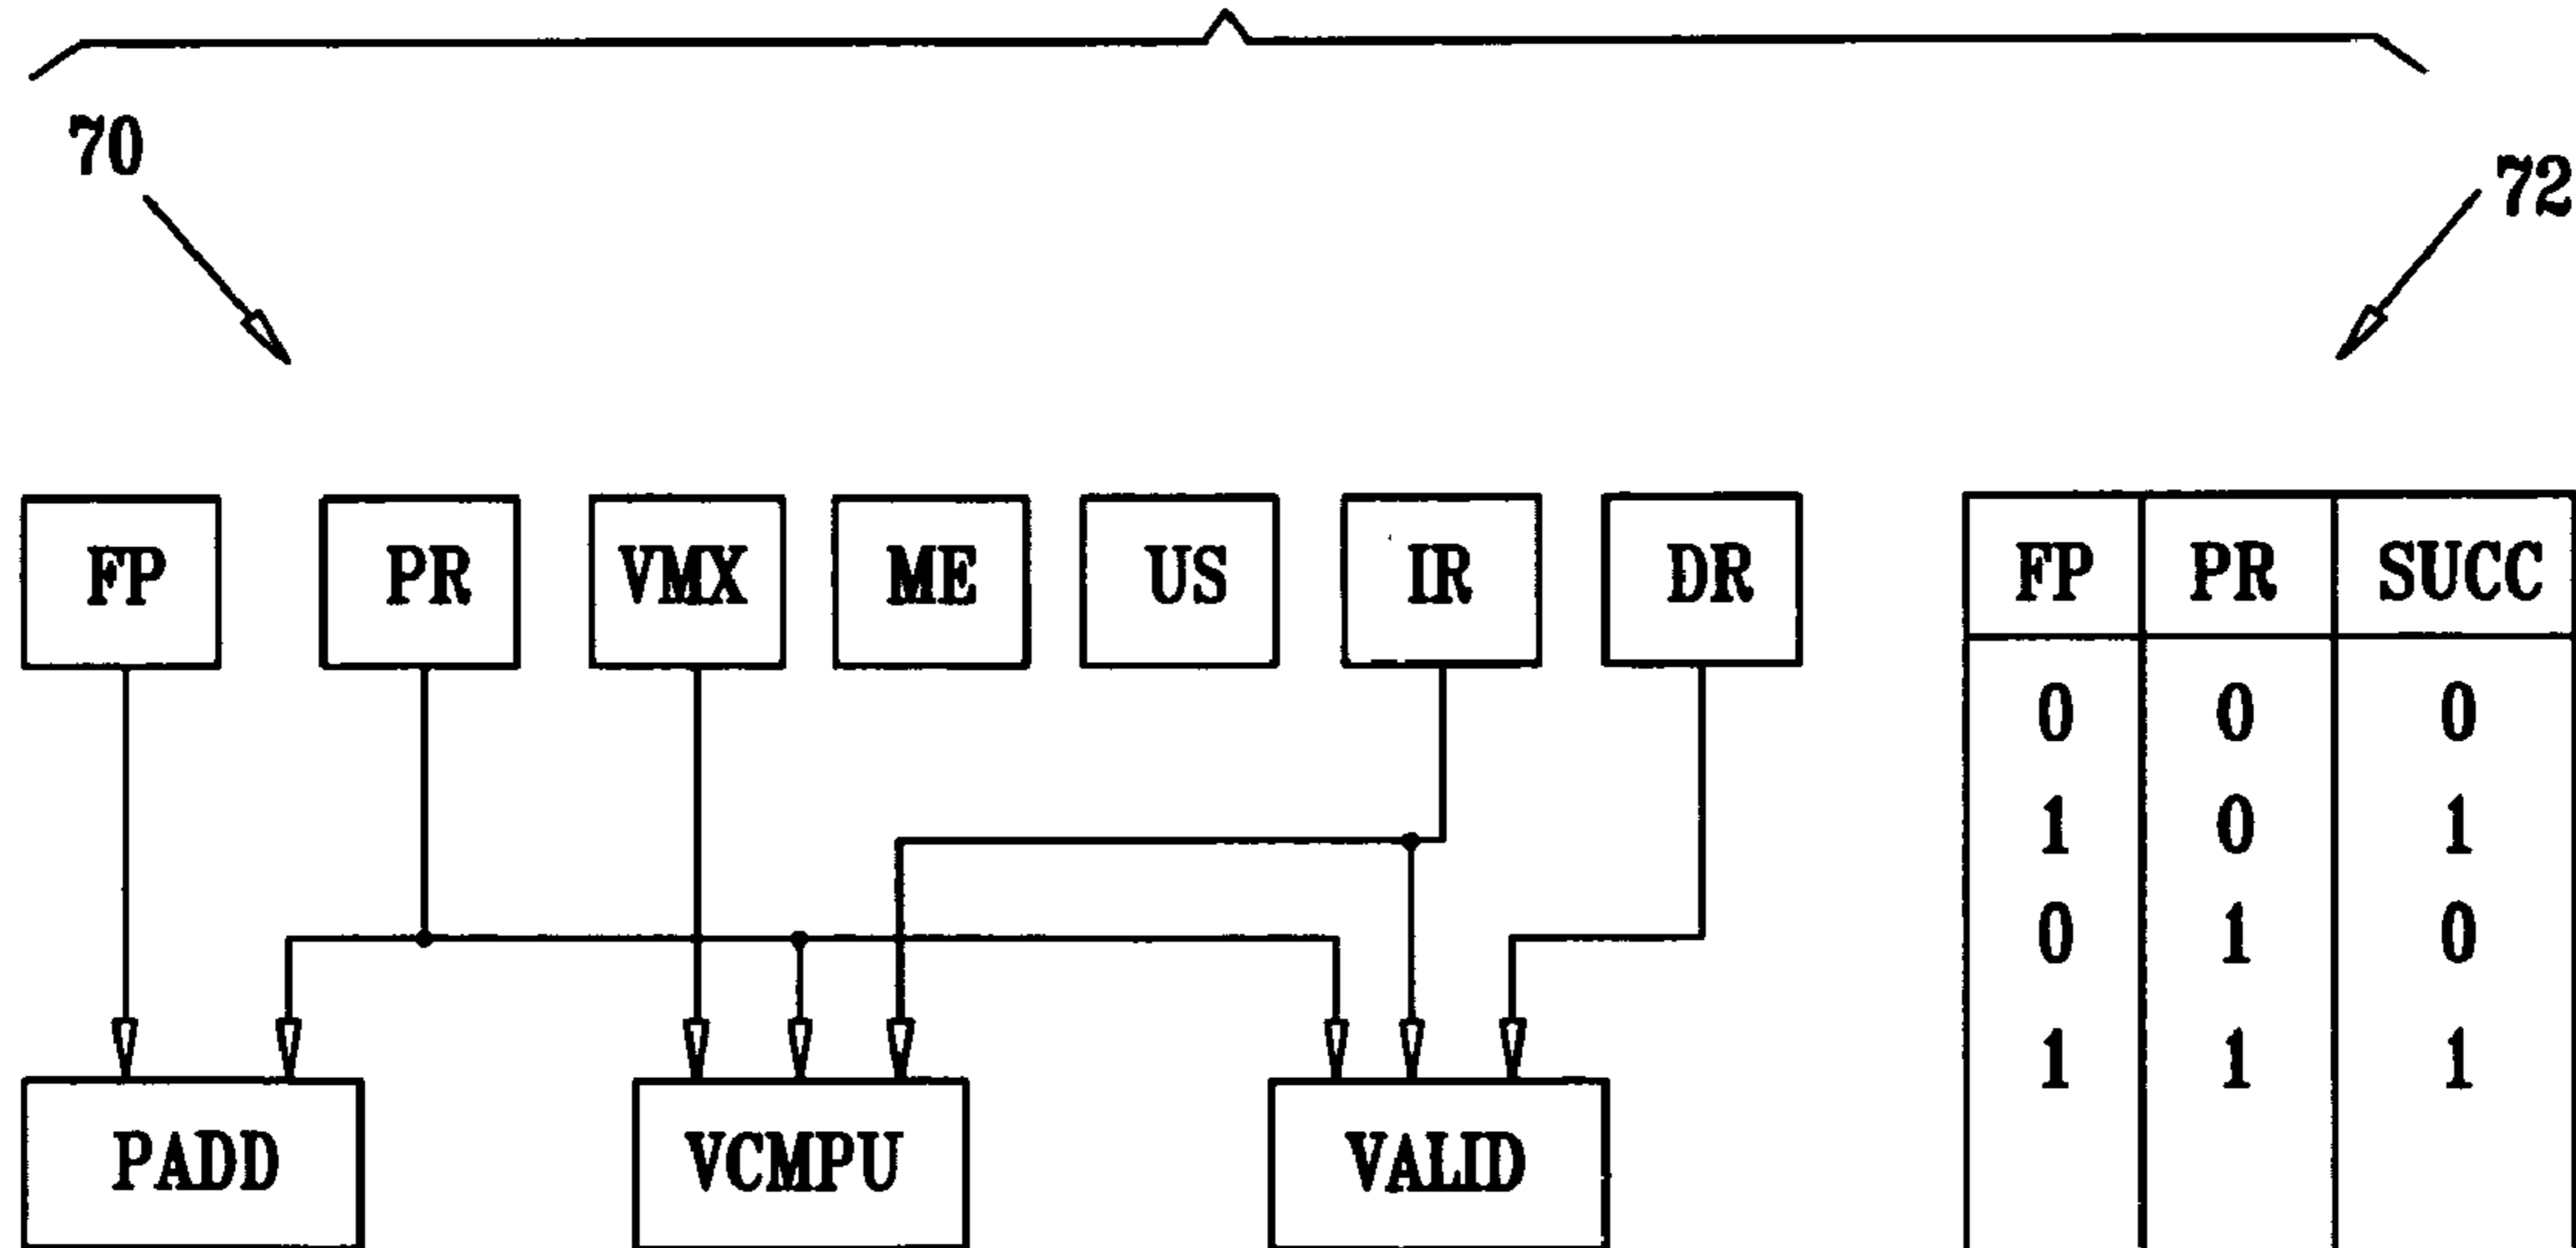 70
72
FP PR VMX ME US IR DR
FP PR SUCC
0 0 0
1 0 1
0 1 0
1 1 1
PADD VCMPU VALID